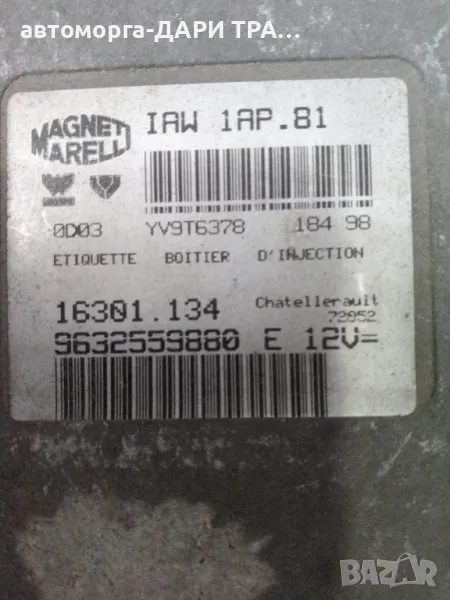 автоморга-ДАРИ ТРА...
MAGNETI
MARELLI
IAW 1AP.81
0D03 YV9T6378 184 98
ETIQUETTE BOITIER D'INJECTION
16301.134 Chatellerault
72052
9632559880 E 12V=
BAZAR